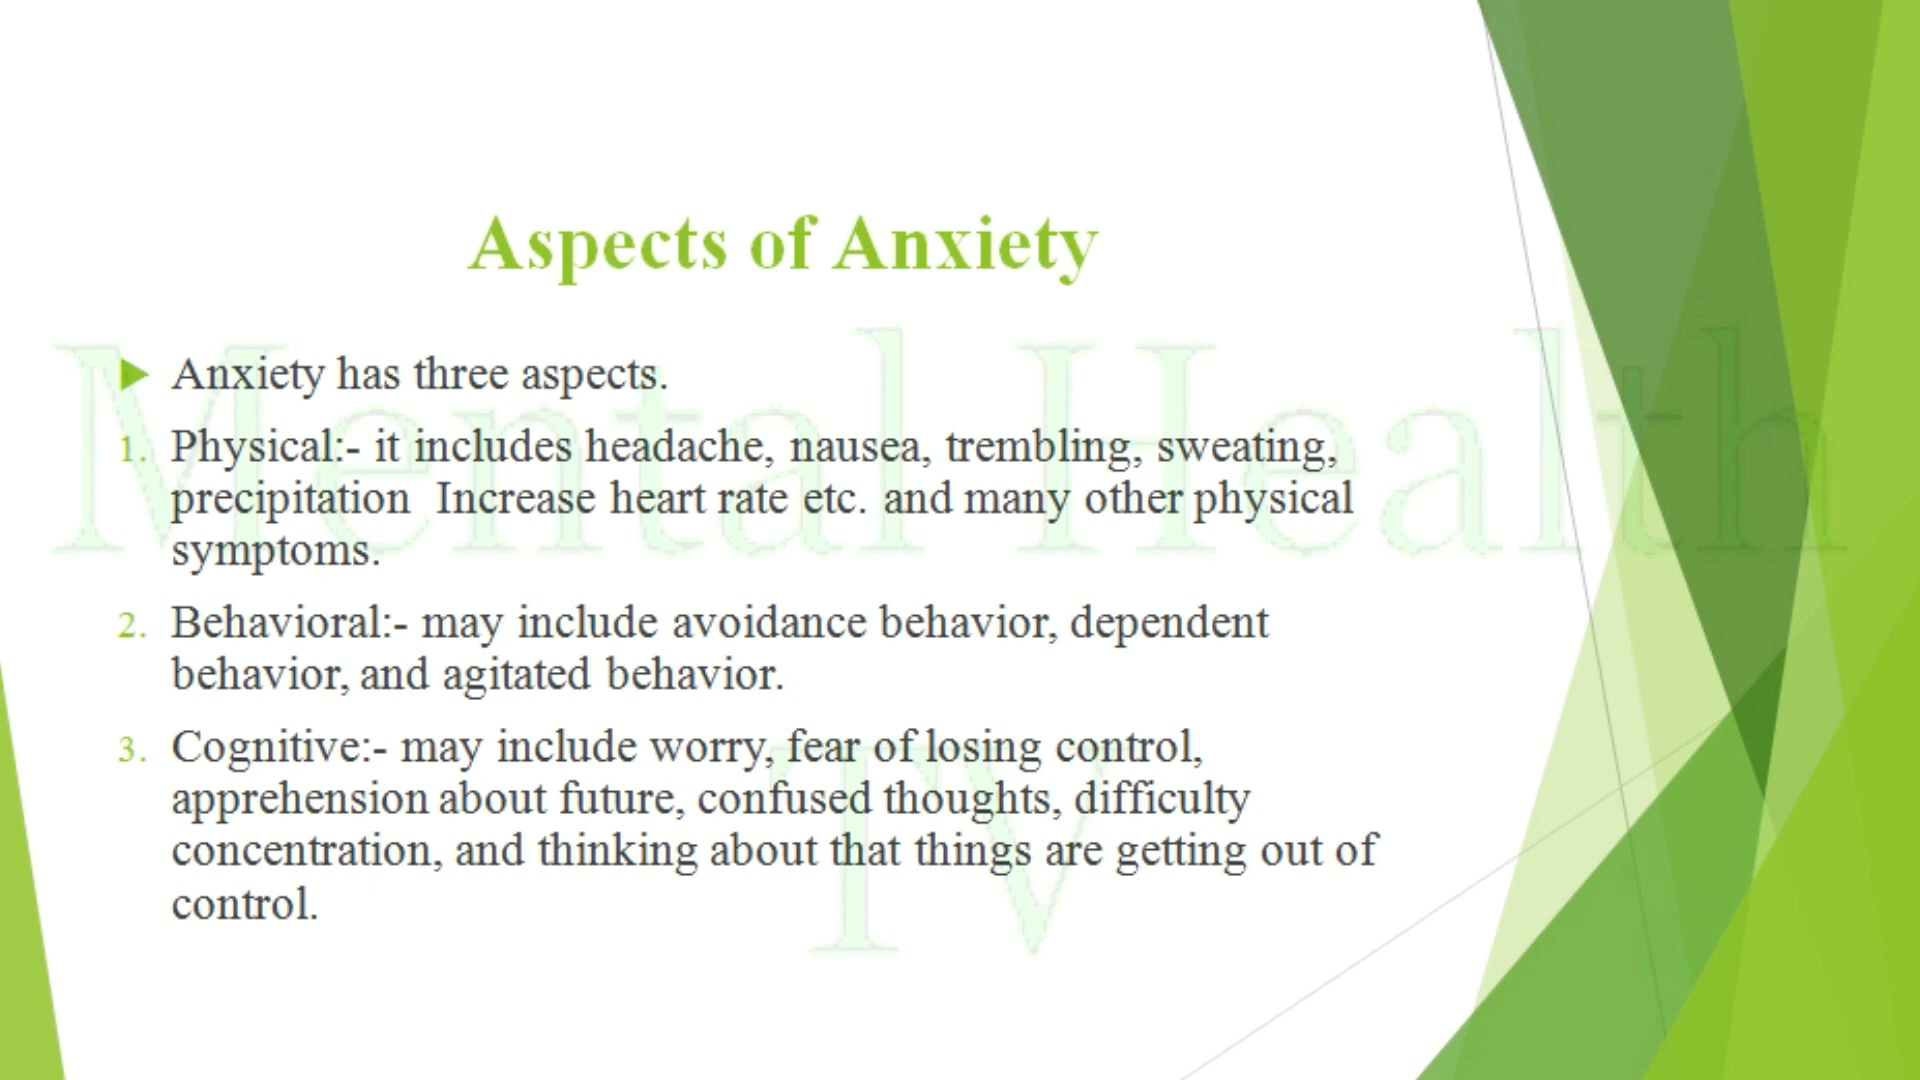 Aspects of Anxiety
Mental Health
Anxiety has three aspects.
1. Physical:- it includes headache, nausea, trembling, sweating,
precipitation Increase heart rate etc. and many other physical
symptoms.
2. Behavioral:- may include avoidance behavior, dependent
behavior, and agitated behavior.
3. Cognitive:- may include worry, fear of losing control,
apprehension about future, confused thoughts, difficulty
concentration, and thinking about that things are getting out of
control.
TV